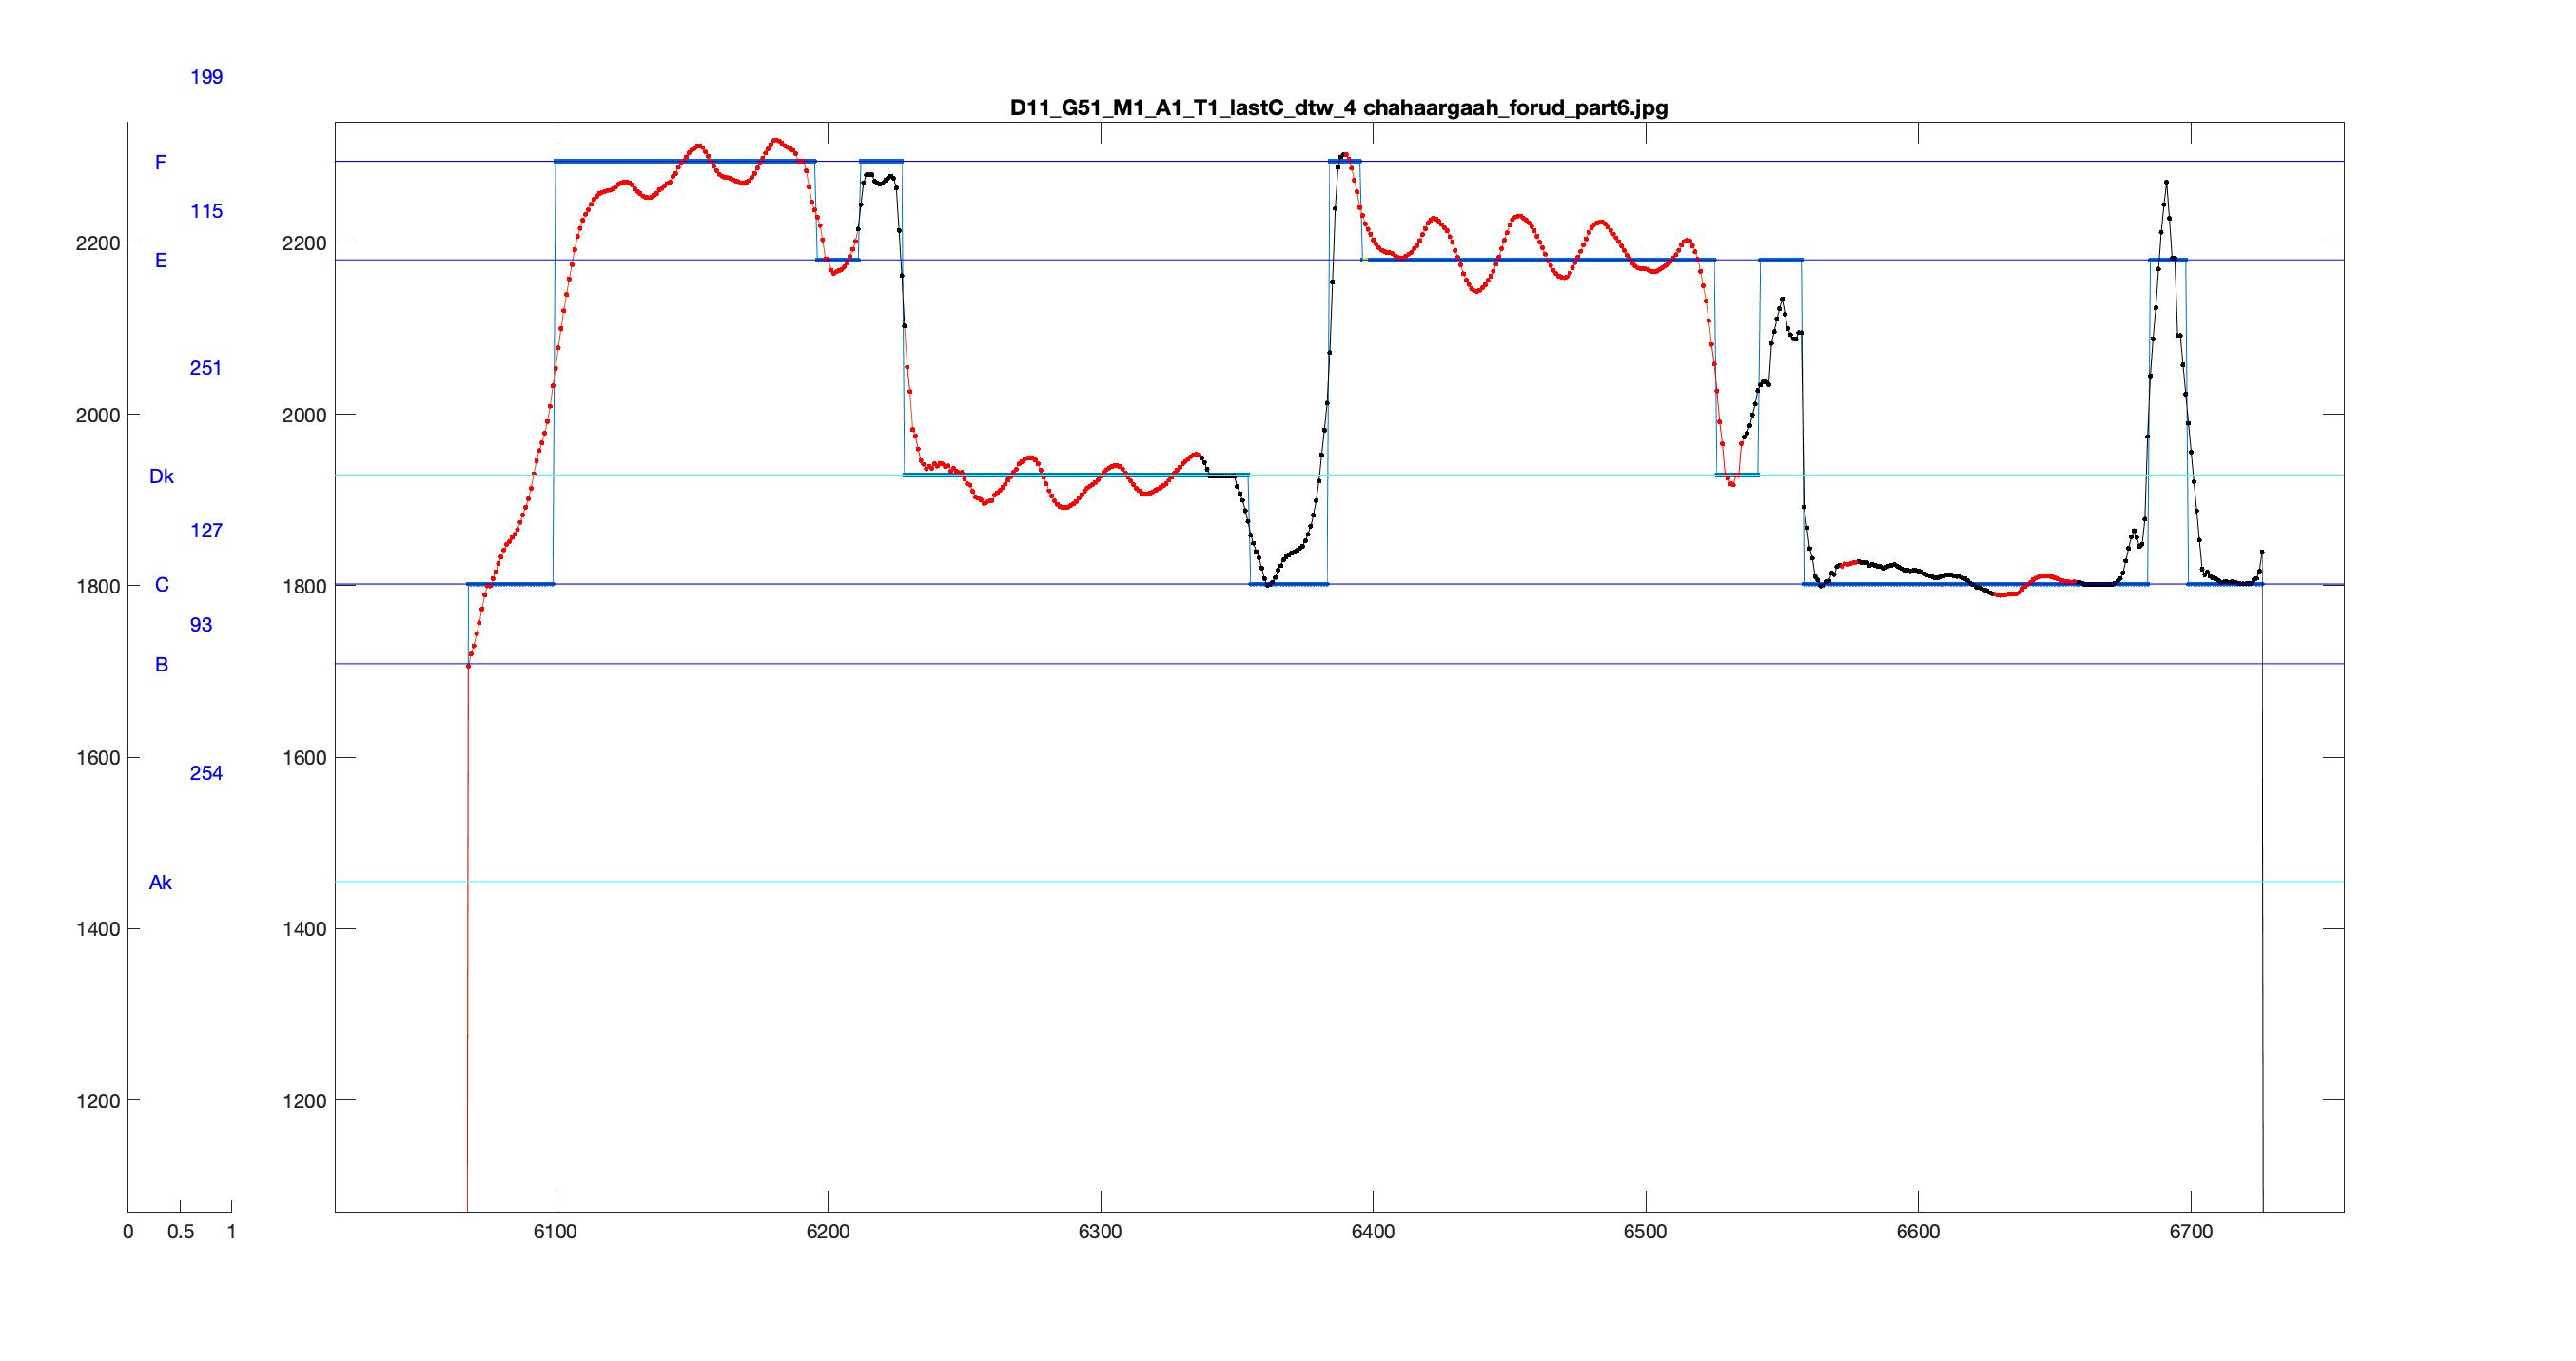 199
D11_G51_M1_A1_T1_lastC_dtw_4 chahaargaah_forud_part6.jpg
F
115
2200 2200
E
251
2000 2000
Dk
127
1800 C 1800
93
B
1600 1600
254
Ak
1400 1400
1200 1200
0 0.5 1 6100 6200 6300 6400 6500 6600 6700